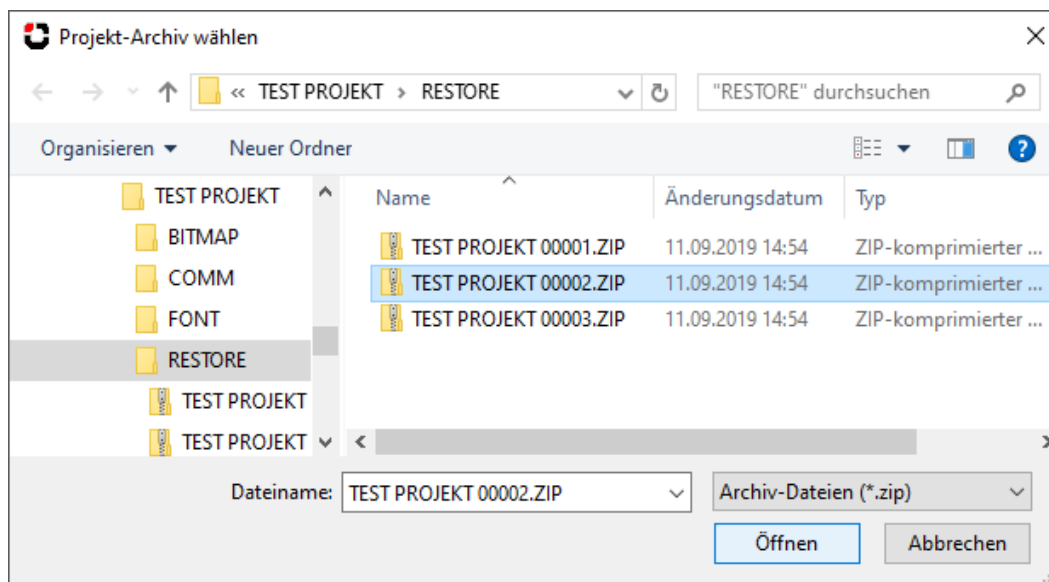 Projekt-Archiv wählen
« TEST PROJEKT › RESTORE
"RESTORE" durchsuchen
Organisieren
Neuer Ordner
TEST PROJEKT
BITMAP
COMM
FONT
RESTORE
TEST PROJEKT
TEST PROJEKT
Name Änderungsdatum Typ
TEST PROJEKT 00001.ZIP 11.09.2019 14:54 ZIP-komprimierter ...
TEST PROJEKT 00002.ZIP 11.09.2019 14:54 ZIP-komprimierter ...
TEST PROJEKT 00003.ZIP 11.09.2019 14:54 ZIP-komprimierter ...
Dateiname: TEST PROJEKT 00002.ZIP
Archiv-Dateien (*.zip)
Öffnen
Abbrechen